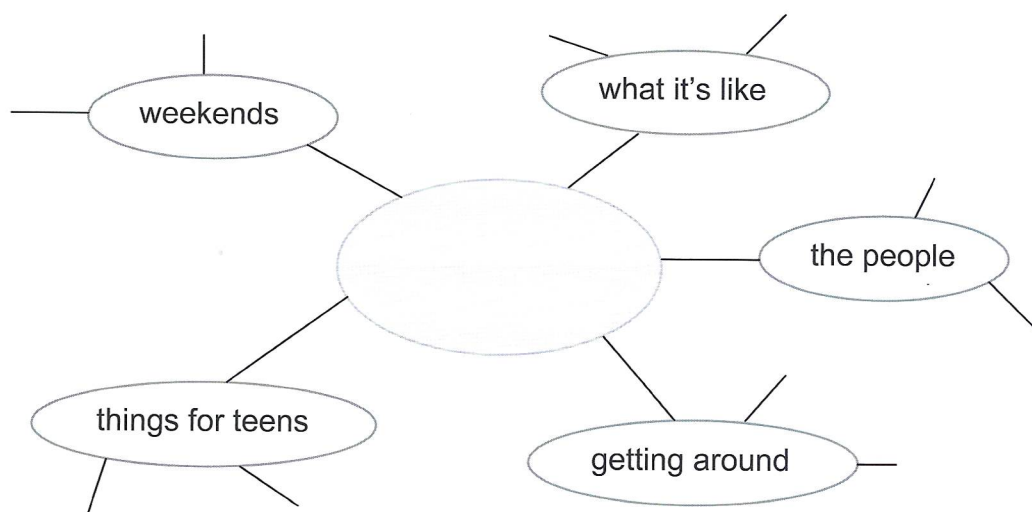 what it's like
weekends
the people
things for teens
getting around